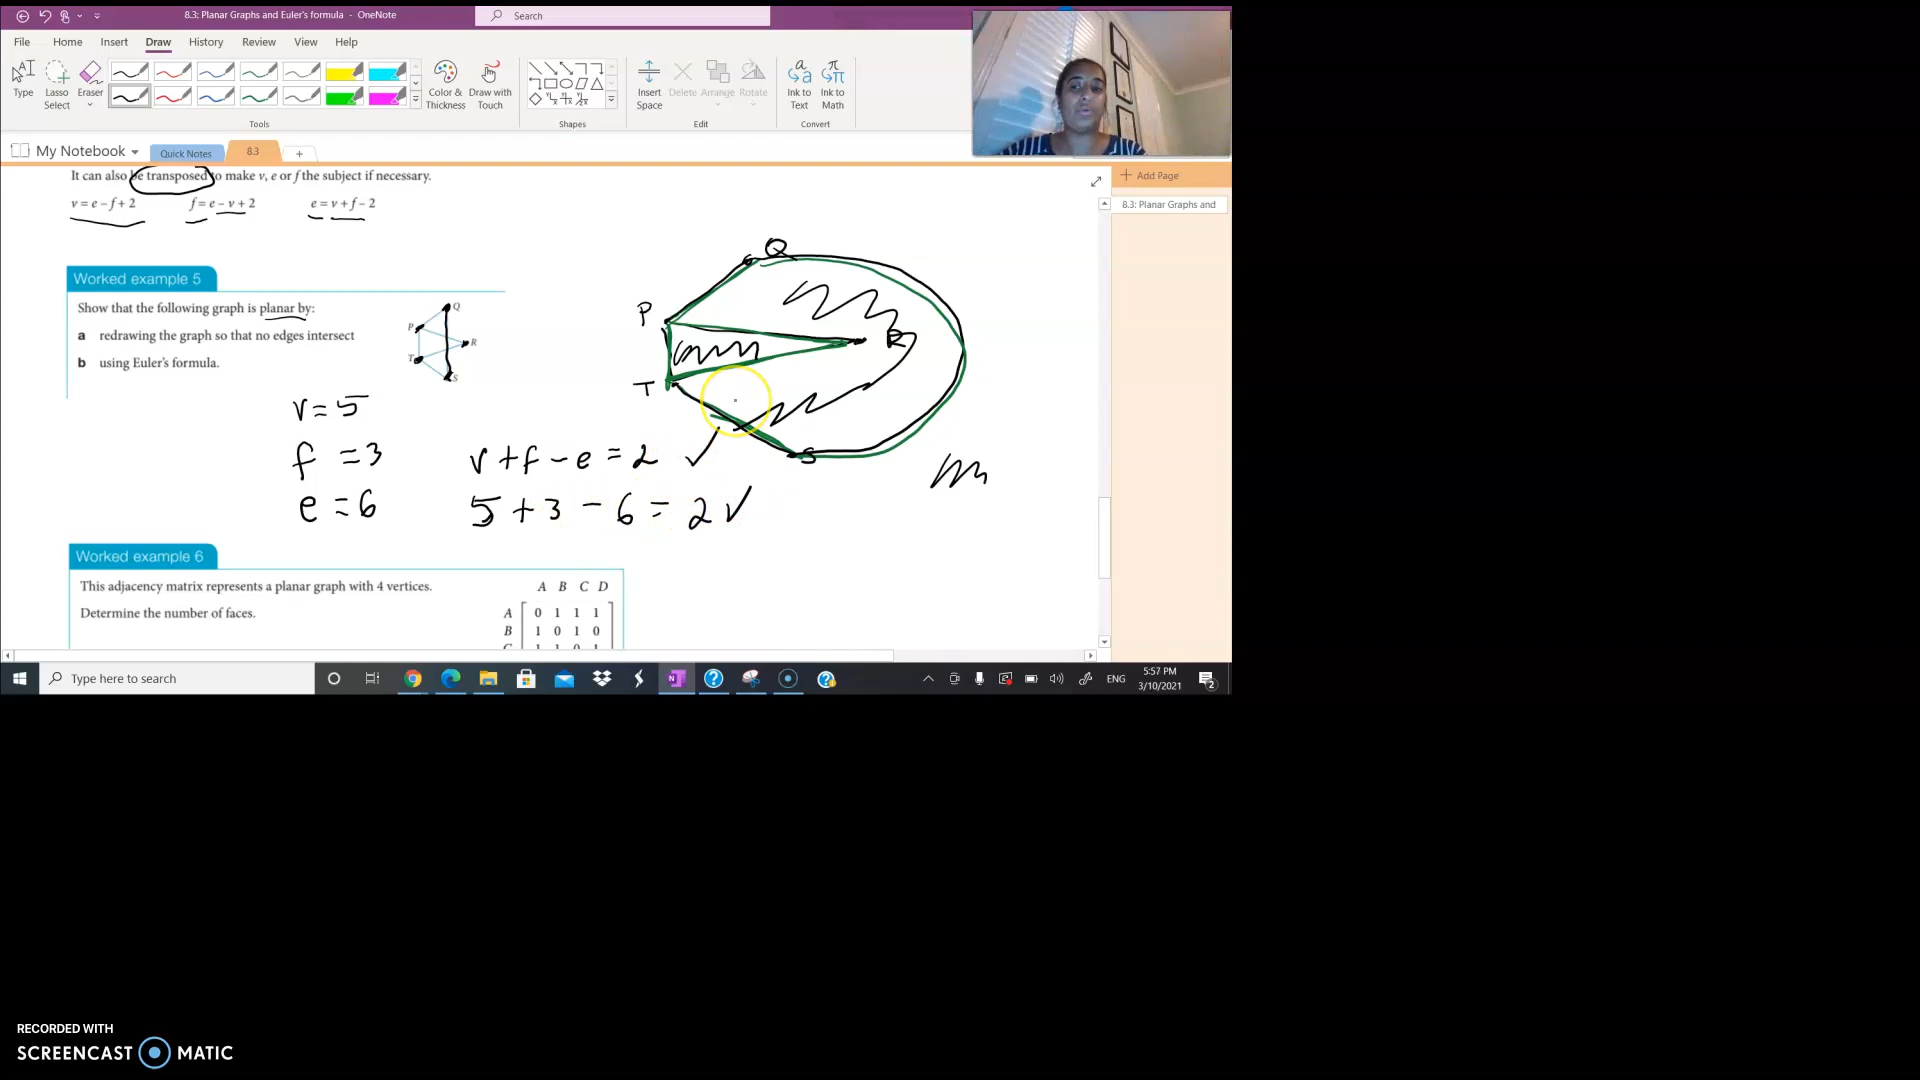 8.3: Planar Graphs and Euler's formula - OneNote
Search
File Home Insert Draw History Review View Help
Type
Lasso Select
Eraser
Color & Thickness
Draw with Touch
Insert Space
Delete
Arrange
Rotate
Ink to Text
Ink to Math
Tools
Shapes
Edit
Convert
My Notebook
Quick Notes
8.3
Add Page
8.3: Planar Graphs and
It can also be transposed to make v, e or f the subject if necessary.
v = e – f + 2 f = e – v + 2 e = v + f – 2
Worked example 5
Show that the following graph is planar by:
a redrawing the graph so that no edges intersect
b using Euler's formula.
Q
P
R
T
S
Q
P
R
T
S
v = 5
f = 3
e = 6
v + f - e = 2 ✓
5 + 3 - 6 = 2 ✓
Worked example 6
This adjacency matrix represents a planar graph with 4 vertices.
Determine the number of faces.
A B C D
A 0 1 1 1
B 1 0 1 0
C 1 1 0 1
Type here to search
ENG
5:57 PM
3/10/2021
2
RECORDED WITH
SCREENCAST MATIC